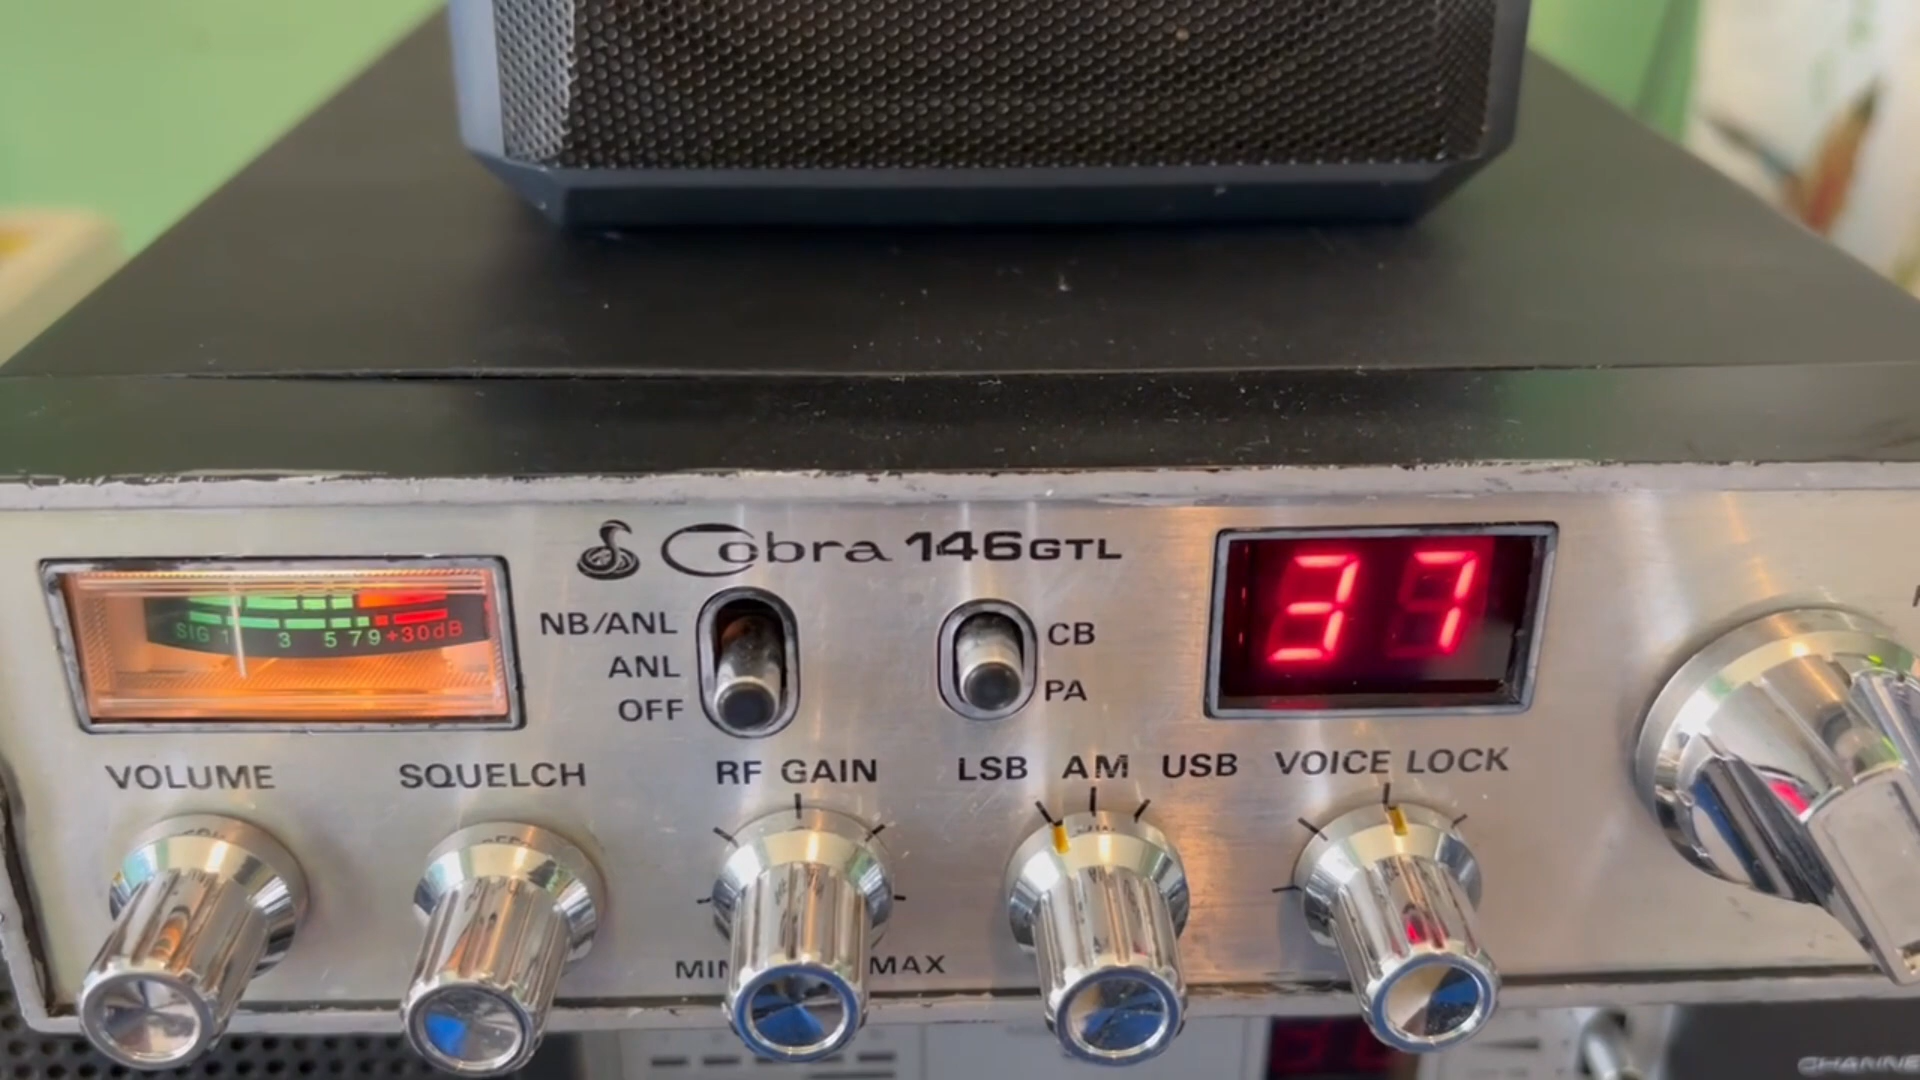 Cobra 146GTL
37
SIG 1 3 5 7 9 +30dB
NB/ANL
ANL
OFF
CB
PA
VOLUME
SQUELCH
RF GAIN
LSB AM USB
VOICE LOCK
MAX